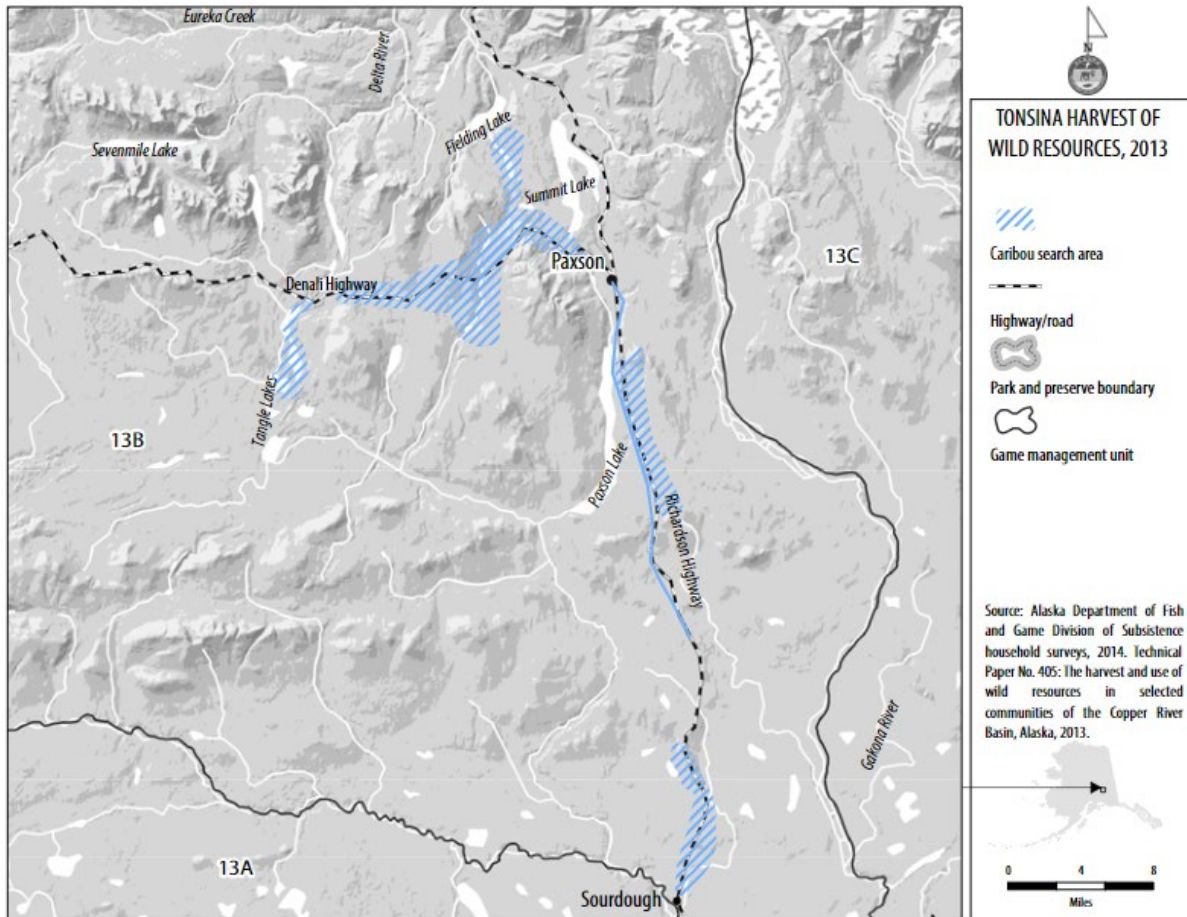 Eureka Creek
Delta River
Fielding Lake
Sevenmile Lake
Summit Lake
Paxson
13C
Denali Highway
Tangle Lakes
13B
Paxson Lake
Richardson Highway
Gakona River
13A
Sourdough
N
TONSINA HARVEST OF
WILD RESOURCES, 2013
Caribou search area
Highway/road
Park and preserve boundary
Game management unit
Source: Alaska Department of Fish
and Game Division of Subsistence
household surveys, 2014. Technical
Paper No. 405: The harvest and use of
wild resources in selected
communities of the Copper River
Basin, Alaska, 2013.
0 4 8
Miles